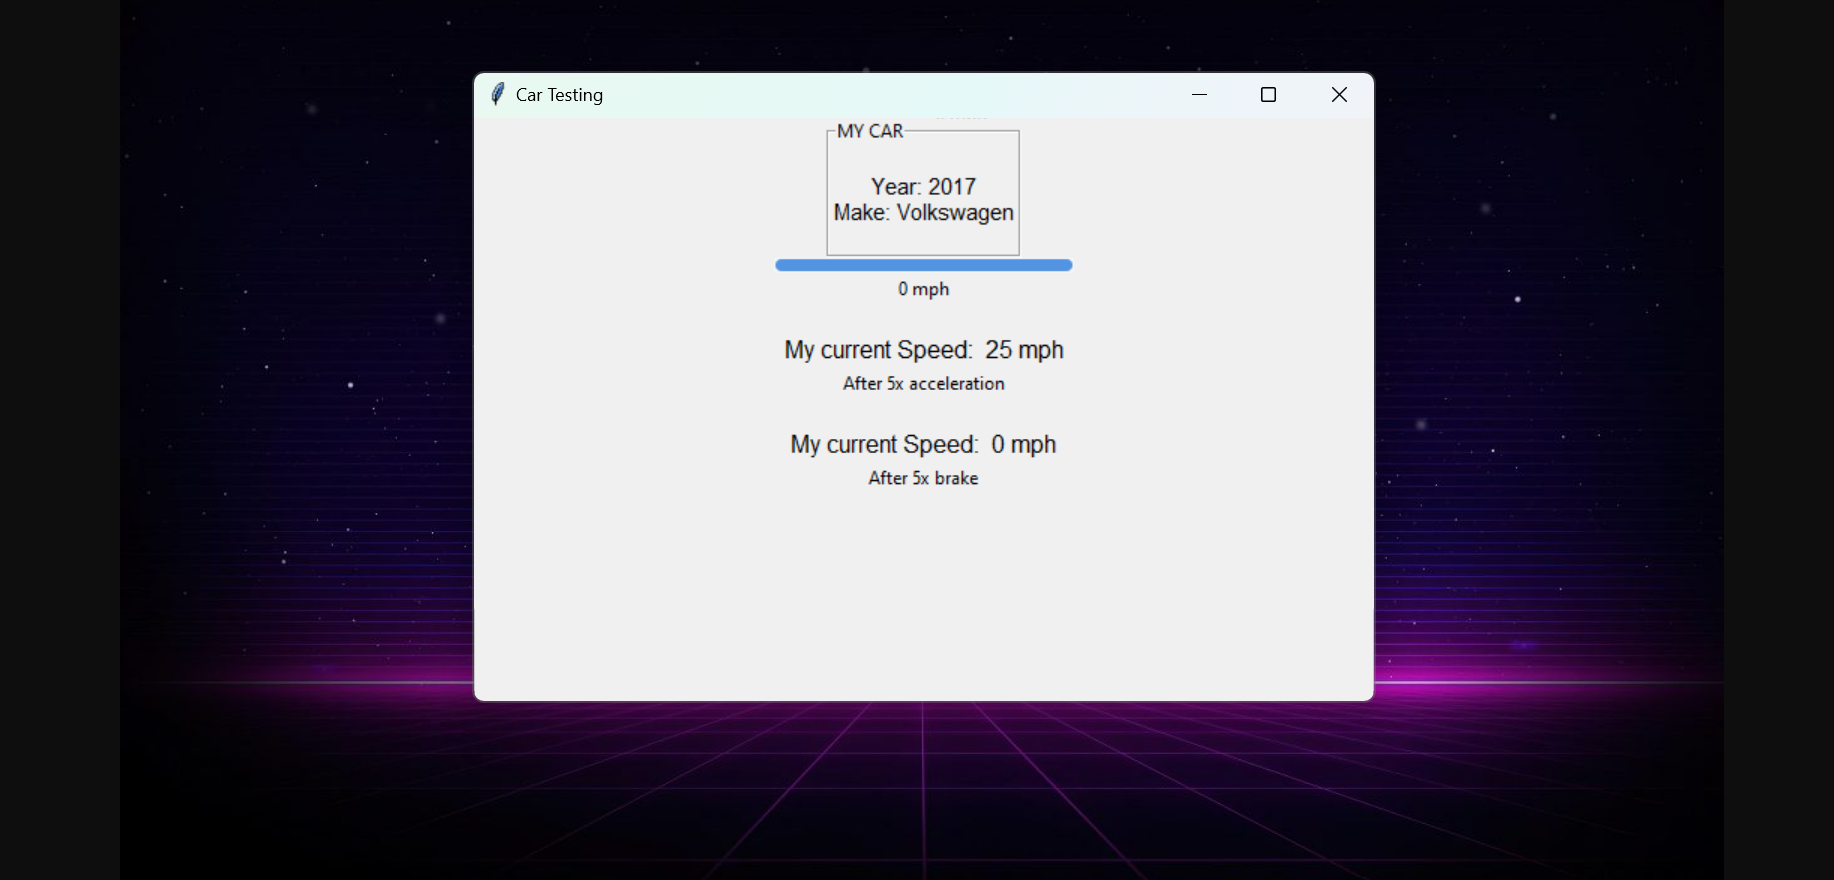 Car Testing
MY CAR
Year: 2017
Make: Volkswagen
0 mph
My current Speed: 25 mph
After 5x acceleration
My current Speed: 0 mph
After 5x brake